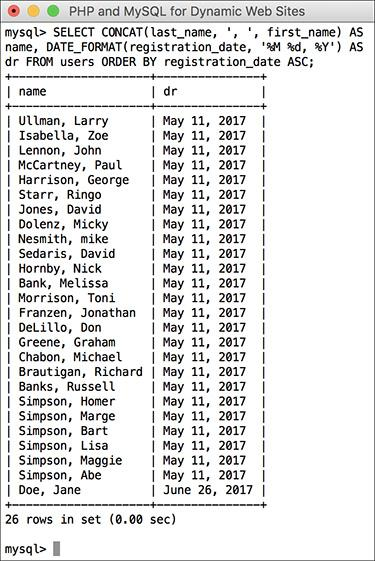 PHP and MySQL for Dynamic Web Sites
mysql> SELECT CONCAT(last_name, ', ', first_name) AS
name, DATE_FORMAT(registration_date, '%M %d, %Y') AS
dr FROM users ORDER BY registration_date ASC;
+--------------------+---------------+
| name | dr |
+--------------------+---------------+
| Ullman, Larry | May 11, 2017 |
| Isabella, Zoe | May 11, 2017 |
| Lennon, John | May 11, 2017 |
| McCartney, Paul | May 11, 2017 |
| Harrison, George | May 11, 2017 |
| Starr, Ringo | May 11, 2017 |
| Jones, David | May 11, 2017 |
| Dolenz, Micky | May 11, 2017 |
| Nesmith, mike | May 11, 2017 |
| Sedaris, David | May 11, 2017 |
| Hornby, Nick | May 11, 2017 |
| Bank, Melissa | May 11, 2017 |
| Morrison, Toni | May 11, 2017 |
| Franzen, Jonathan | May 11, 2017 |
| DeLillo, Don | May 11, 2017 |
| Greene, Graham | May 11, 2017 |
| Chabon, Michael | May 11, 2017 |
| Brautigan, Richard | May 11, 2017 |
| Banks, Russell | May 11, 2017 |
| Simpson, Homer | May 11, 2017 |
| Simpson, Marge | May 11, 2017 |
| Simpson, Bart | May 11, 2017 |
| Simpson, Lisa | May 11, 2017 |
| Simpson, Maggie | May 11, 2017 |
| Simpson, Abe | May 11, 2017 |
| Doe, Jane | June 26, 2017 |
+--------------------+---------------+
26 rows in set (0.00 sec)
mysql>